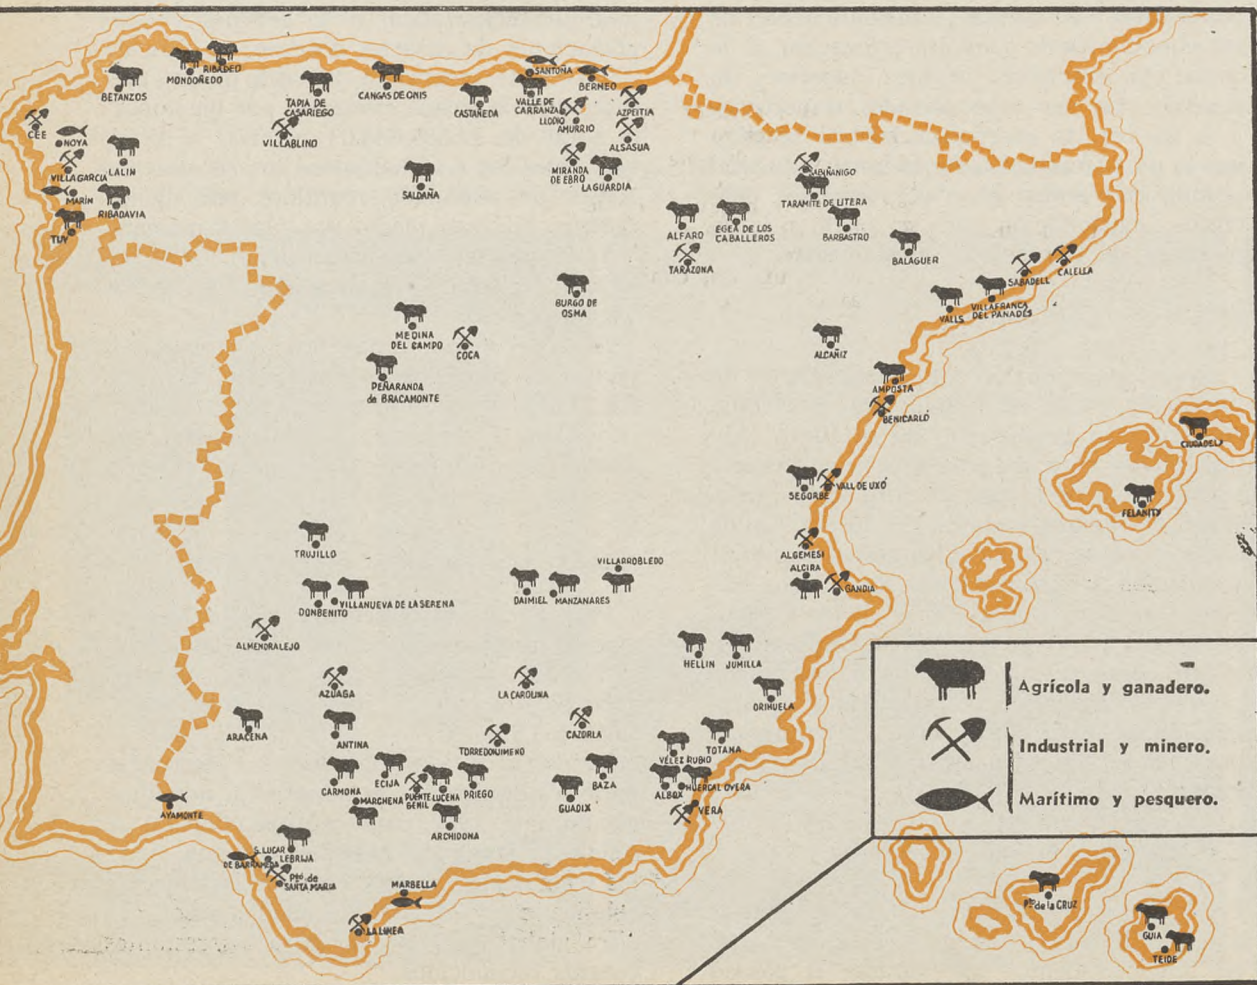 RIBADEO
MONDOÑEDO
BETANZOS
CEE
NOYA
VILLAGARCIA
LALIN
MARÍN
RIBADAVIA
TUY
TAPIA DE
CASARIEGO
VILLABLINO
CANGAS DE ONIS
CASTAÑEDA
SALDAÑA
SANTOÑA
BERNEO
VALLE DE
CARRANZA
LLODIO
AMURRIO
AZPEITIA
ALSASUA
MIRANDA
DE EBRO
LAGUARDIA
SABIÑANIGO
TARAMITE DE LITERA
BARBASTRO
ALFARO
EGEA DE LOS
CABALLEROS
TARAZONA
BALAGUER
CALELLA
SABADELL
VILLAFRANCA
DEL PANADÉS
VALLS
BURGO DE
OSMA
MEDINA
DEL CAMPO
COCA
PEÑARANDA
de BRACAMONTE
ALCAÑIZ
AMPOSTA
BENICARLÓ
CIUDADELA
FELANITX
SEGORBE
VALL DE UXÓ
ALGEMESI
ALCIRA
GANDIA
TRUJILLO
DONBENITO
VILLANUEVA DE LA SERENA
VILLARROBLEDO
DAIMIEL
MANZANARES
ALMENDRALEJO
HELLIN
JUMILLA
ORIHUELA
AZUAGA
LA CAROLINA
ARACENA
ANTINA
TORREDONJIMENO
CAZORLA
TOTANA
VÉLEZ RUBIO
CARMONA
ECIJA
MARCHENA
PUENTE
GENIL
LUCENA
PRIEGO
ARCHIDONA
GUADIX
BAZA
ALBOX
HUERCAL OVERA
VERA
AYAMONTE
S. LUCAR
DE BARRAMEDA
LEBRIJA
Pto. de
SANTA MARIA
MARBELLA
LA LINEA
Agrícola y ganadero.
Industrial y minero.
Marítimo y pesquero.
Pto. de la CRUZ
GUIA
TELDE